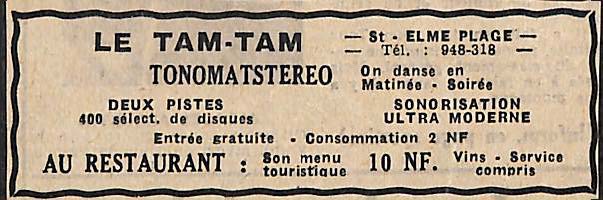 LE TAM-TAM
— St - ELME PLAGE —
— Tél. : 948-318 —
TONOMATSTEREO
On danse en
Matinée - Soirée
DEUX PISTES
400 sélect. de disques
SONORISATION
ULTRA MODERNE
Entrée gratuite - Consommation 2 NF
AU RESTAURANT : Son menu touristique 10 NF. Vins - Service compris